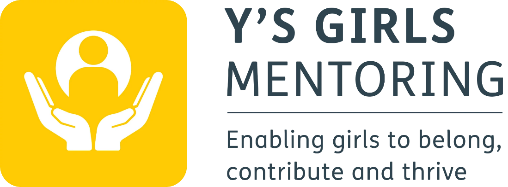 Y'S GIRLS
MENTORING
Enabling girls to belong,
contribute and thrive